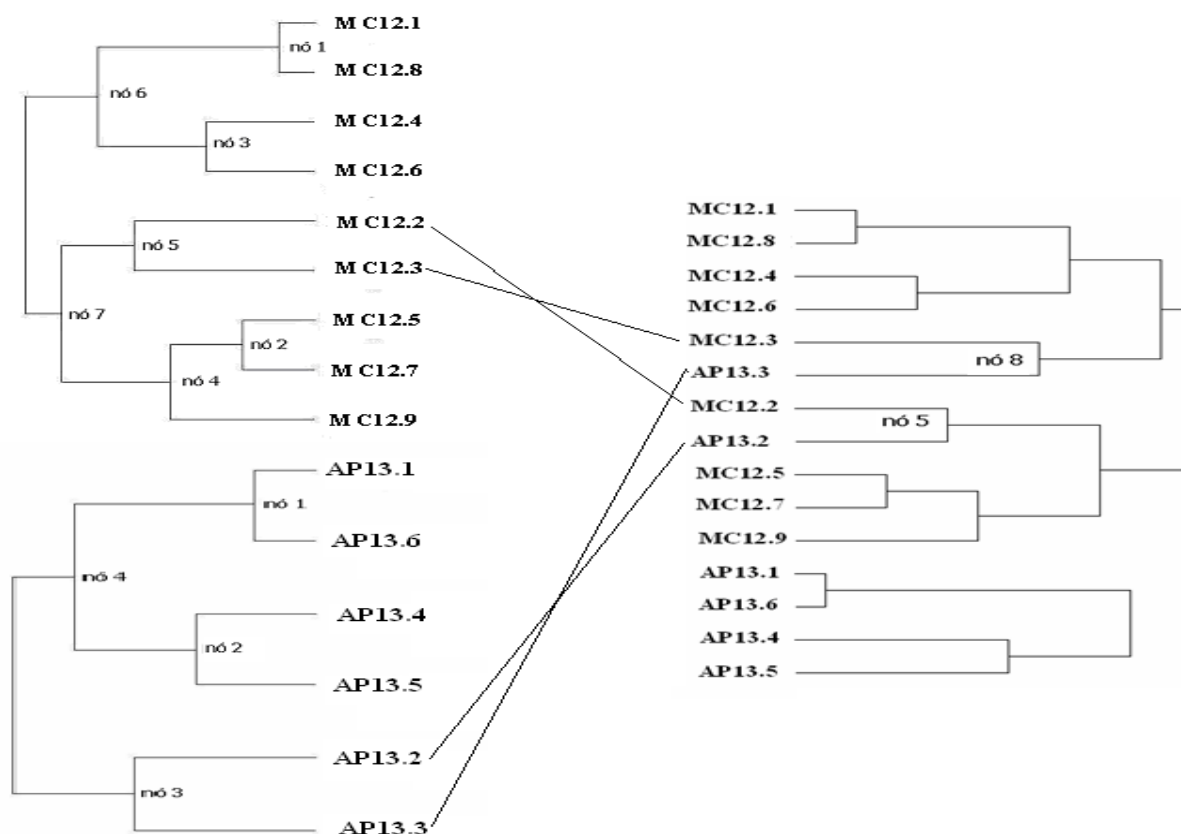 M C12.1
nó 1
M C12.8
nó 6
M C12.4
nó 3
M C12.6
M C12.2
nó 5
M C12.3
nó 7
M C12.5
nó 2
M C12.7
nó 4
M C12.9
AP13.1
nó 1
AP13.6
nó 4
AP13.4
nó 2
AP13.5
AP13.2
nó 3
AP13.3
MC12.1
MC12.8
MC12.4
MC12.6
MC12.3
nó 8
AP13.3
MC12.2
nó 5
AP13.2
MC12.5
MC12.7
MC12.9
AP13.1
AP13.6
AP13.4
AP13.5